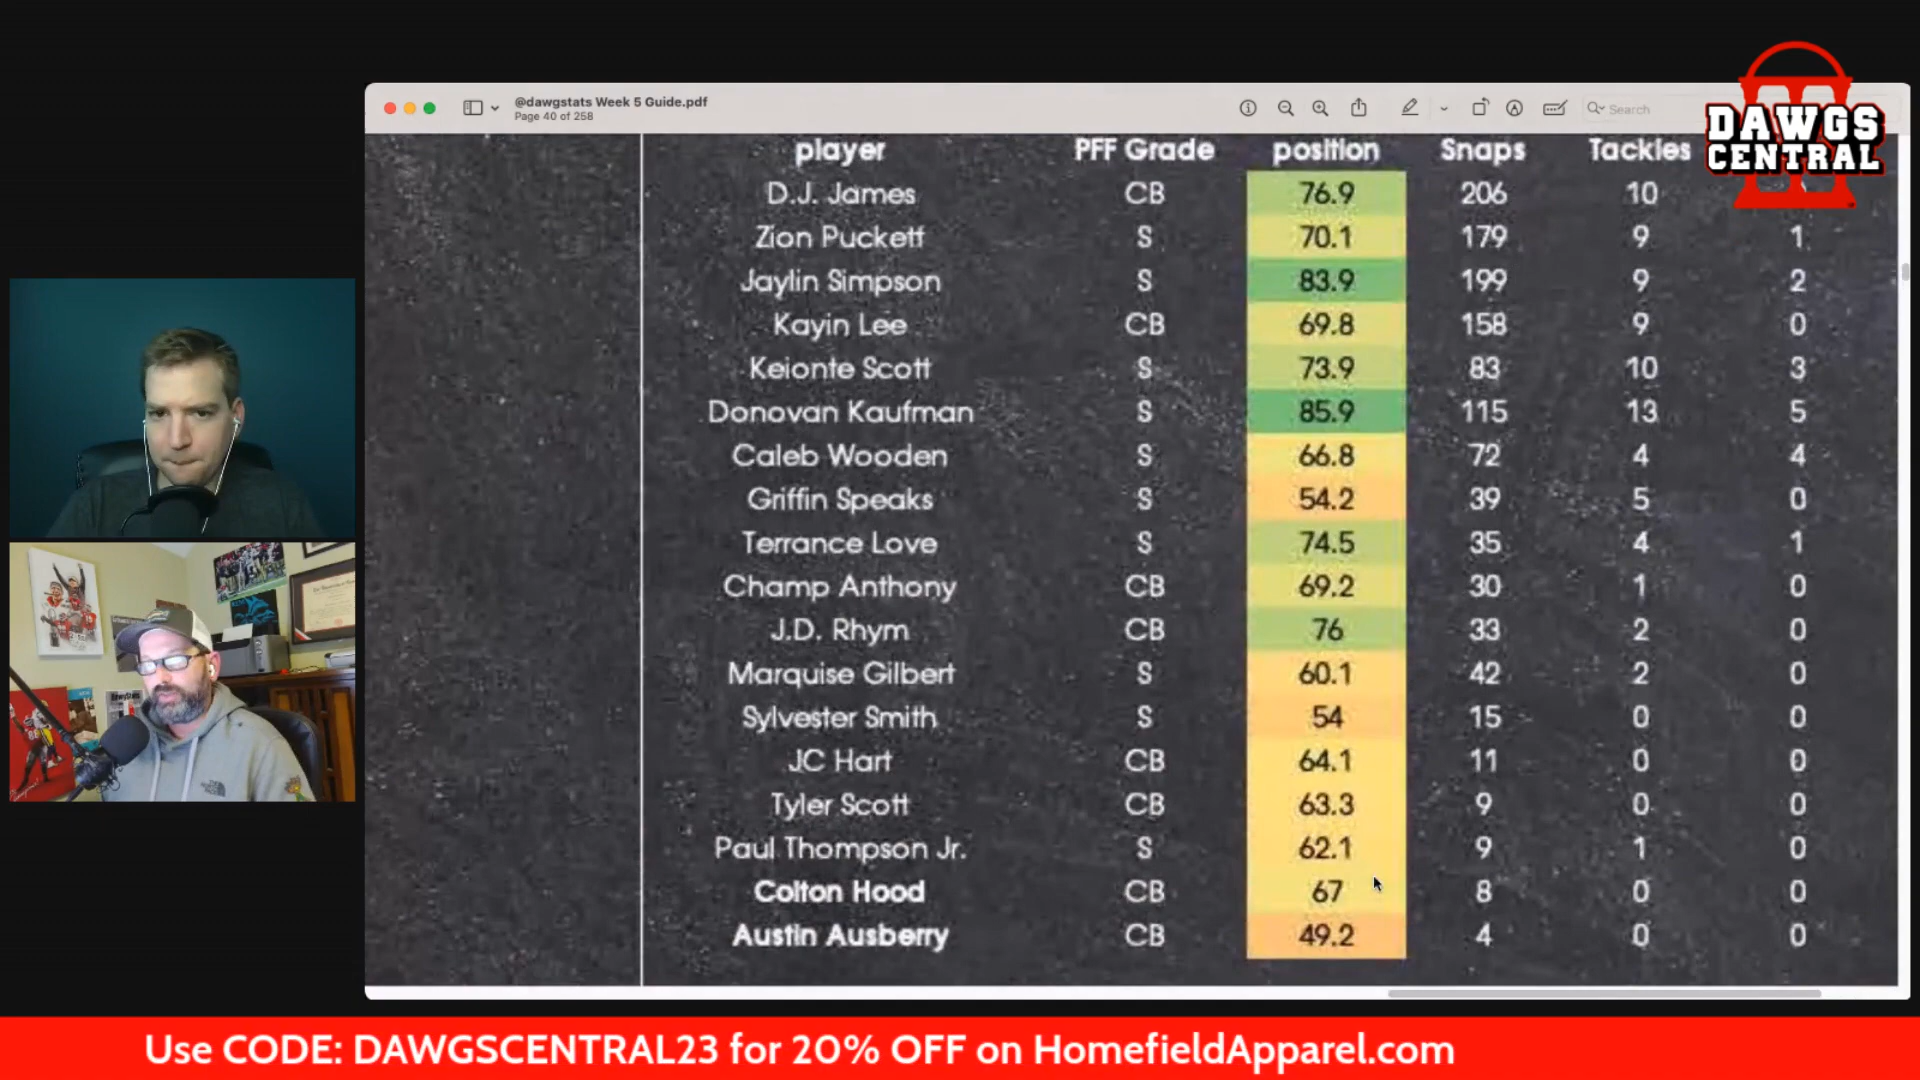 @dawgstats Week 5 Guide.pdf
Page 40 of 258
Search
DAWGS
CENTRAL
player PFF Grade position Snaps Tackles
D.J. James CB 76.9 206 10
Zion Puckett S 70.1 179 9 1
Jaylin Simpson S 83.9 199 9 2
Kayin Lee CB 69.8 158 9 0
Keionte Scott S 73.9 83 10 3
Donovan Kaufman S 85.9 115 13 5
Caleb Wooden S 66.8 72 4 4
Griffin Speaks S 54.2 39 5 0
Terrance Love S 74.5 35 4 1
Champ Anthony CB 69.2 30 1 0
J.D. Rhym CB 76 33 2 0
Marquise Gilbert S 60.1 42 2 0
Sylvester Smith S 54 15 0 0
JC Hart CB 64.1 11 0 0
Tyler Scott CB 63.3 9 0 0
Paul Thompson Jr. S 62.1 9 1 0
Colton Hood CB 67 8 0 0
Austin Ausberry CB 49.2 4 0 0
Use CODE: DAWGSCENTRAL23 for 20% OFF on HomefieldApparel.com